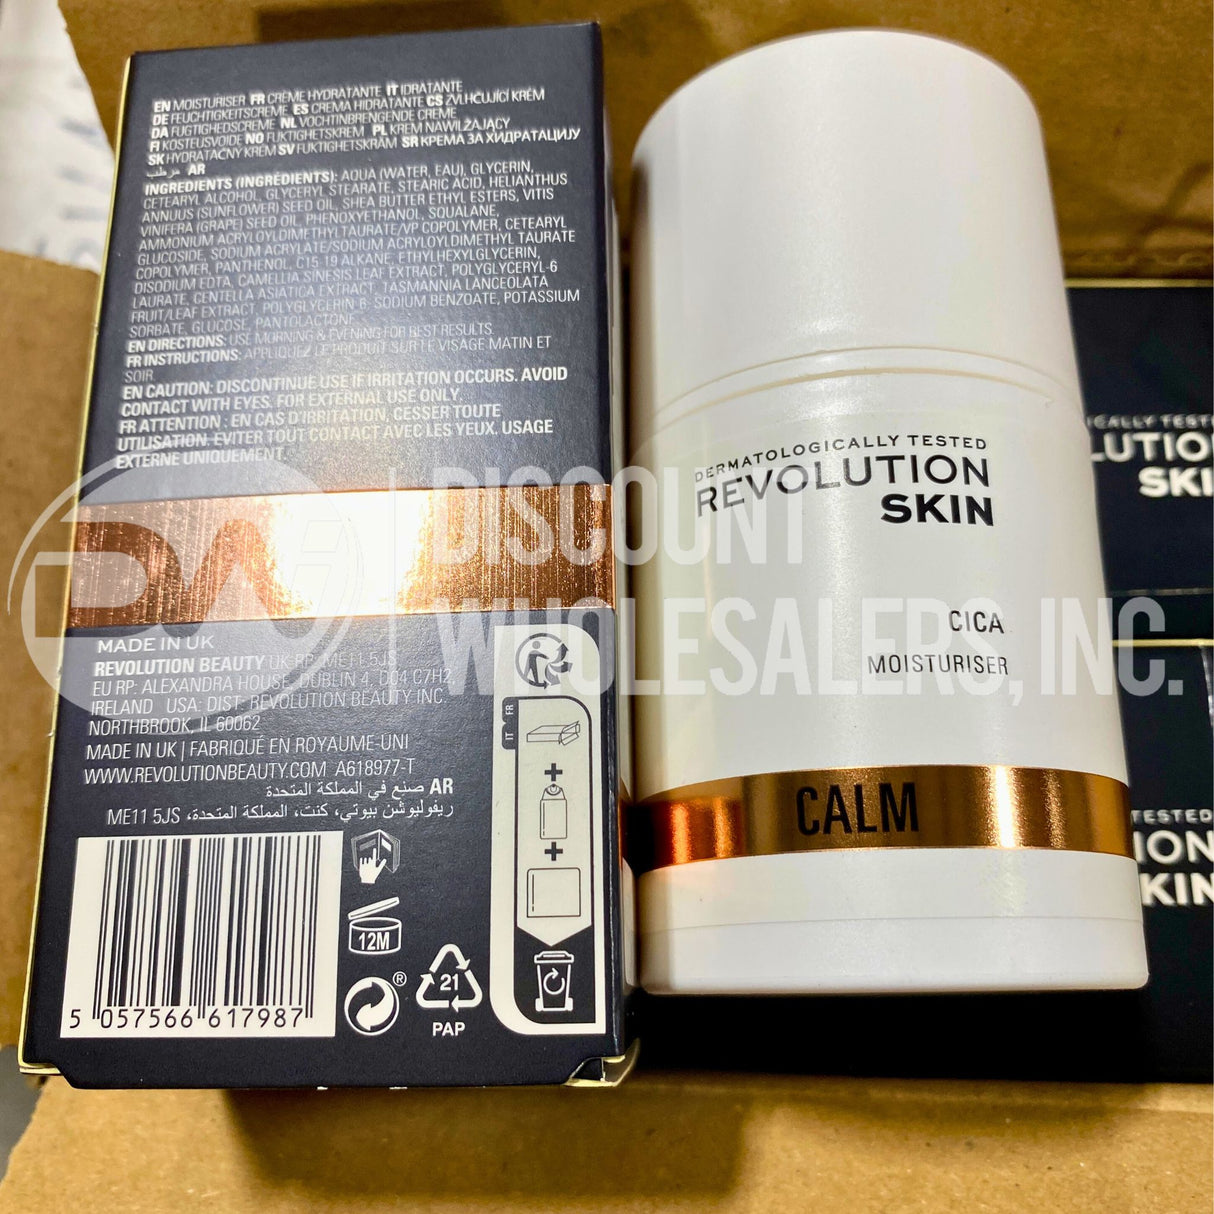 EN MOISTURISER FR CRÈME HYDRATANTE IT IDRATANTE
DE FEUCHTIGKEITSCREME ES CREMA HIDRATANTE CS ZVLHČUJÍCÍ KRÉM
DA FUGTIGHEDSCREME NL VOCHTINBRENGENDE CRÈME
FI KOSTEUSVOIDE NO FUKTIGHETSKREM PL KREM NAWILŻAJĄCY
SK HYDRATAČNÝ KRÉM SV FUKTIGHETSKRÄM SR КРЕМА ЗА ХИДРАТАЦИЈУ
مرطب AR
INGREDIENTS (INGRÉDIENTS): AQUA (WATER, EAU), GLYCERIN,
CETEARYL ALCOHOL, GLYCERYL STEARATE, STEARIC ACID, HELIANTHUS
ANNUUS (SUNFLOWER) SEED OIL, SHEA BUTTER ETHYL ESTERS, VITIS
VINIFERA (GRAPE) SEED OIL, PHENOXYETHANOL, SQUALANE,
AMMONIUM ACRYLOYLDIMETHYLTAURATE/VP COPOLYMER, CETEARYL
GLUCOSIDE, SODIUM ACRYLATE/SODIUM ACRYLOYLDIMETHYL TAURATE
COPOLYMER, PANTHENOL, C15-19 ALKANE, ETHYLHEXYLGLYCERIN,
DISODIUM EDTA, CAMELLIA SINESIS LEAF EXTRACT, POLYGLYCERYL-6
LAURATE, CENTELLA ASIATICA EXTRACT, TASMANNIA LANCEOLATA
FRUIT/LEAF EXTRACT, POLYGLYCERIN-6- SODIUM BENZOATE, POTASSIUM
SORBATE, GLUCOSE, PANTOLACTONE.
EN DIRECTIONS: USE MORNING & EVENING FOR BEST RESULTS.
FR INSTRUCTIONS: APPLIQUEZ LE PRODUIT SUR LE VISAGE MATIN ET
SOIR
EN CAUTION: DISCONTINUE USE IF IRRITATION OCCURS. AVOID
CONTACT WITH EYES. FOR EXTERNAL USE ONLY.
FR ATTENTION : EN CAS D'IRRITATION, CESSER TOUTE
UTILISATION. EVITER TOUT CONTACT AVEC LES YEUX. USAGE
EXTERNE UNIQUEMENT.
MADE IN UK
REVOLUTION BEAUTY UK RP: ME11 5JS
EU RP: ALEXANDRA HOUSE, DUBLIN 4, D04 C7H2,
IRELAND USA: DIST: REVOLUTION BEAUTY INC.
NORTHBROOK, IL 60062
MADE IN UK | FABRIQUÉ EN ROYAUME-UNI
WWW.REVOLUTIONBEAUTY.COM A618977-T
AR صنع في المملكة المتحدة
ريفوليوشن بيوتي، كنت، المملكة المتحدة، ME11 5JS
5 057566 617987
12M
®
21
PAP
FR
IT
+
+
DERMATOLOGICALLY TESTED
REVOLUTION
SKIN
CICA
MOISTURISER
CALM
ICALLY TEST
LUTIO
SKI
TESTED
ION
KIN
DISCOUNT
WHOLESALERS, INC.